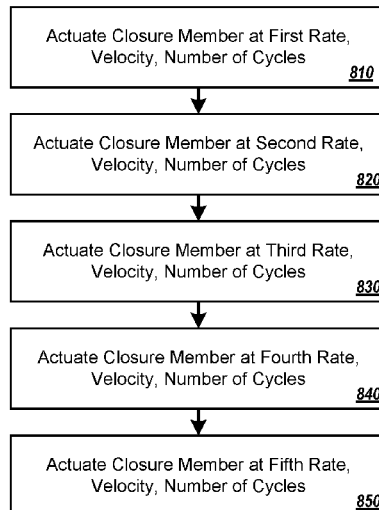 Actuate Closure Member at First Rate,
Velocity, Number of Cycles
810
Actuate Closure Member at Second Rate,
Velocity, Number of Cycles
820
Actuate Closure Member at Third Rate,
Velocity, Number of Cycles
830
Actuate Closure Member at Fourth Rate,
Velocity, Number of Cycles
840
Actuate Closure Member at Fifth Rate,
Velocity, Number of Cycles
850